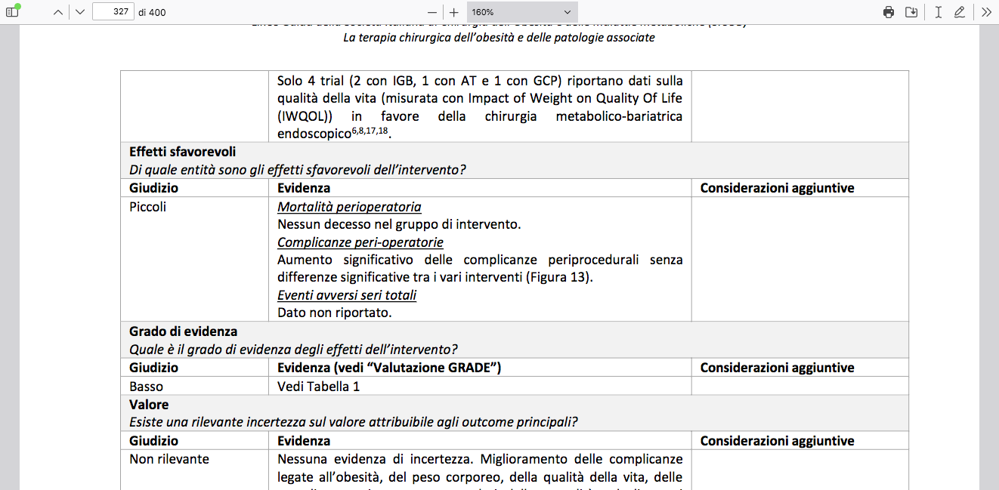 327 di 400 160%
La terapia chirurgica dell’obesità e delle patologie associate
Solo 4 trial (2 con IGB, 1 con AT e 1 con GCP) riportano dati sulla
qualità della vita (misurata con Impact of Weight on Quality Of Life
(IWQOL)) in favore della chirurgia metabolico-bariatrica
endoscopico6,8,17,18.
Effetti sfavorevoli
Di quale entità sono gli effetti sfavorevoli dell’intervento?
Giudizio Evidenza Considerazioni aggiuntive
Piccoli Mortalità perioperatoria
Nessun decesso nel gruppo di intervento.
Complicanze peri-operatorie
Aumento significativo delle complicanze periprocedurali senza
differenze significative tra i vari interventi (Figura 13).
Eventi avversi seri totali
Dato non riportato.
Grado di evidenza
Quale è il grado di evidenza degli effetti dell’intervento?
Giudizio Evidenza (vedi “Valutazione GRADE”) Considerazioni aggiuntive
Basso Vedi Tabella 1
Valore
Esiste una rilevante incertezza sul valore attribuibile agli outcome principali?
Giudizio Evidenza Considerazioni aggiuntive
Non rilevante Nessuna evidenza di incertezza. Miglioramento delle complicanze
legate all’obesità, del peso corporeo, della qualità della vita, delle